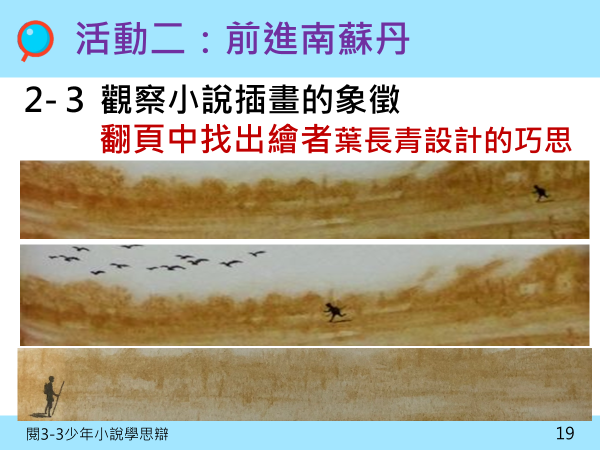 活動二：前進南蘇丹
2-３ 觀察小說插畫的象徵
翻頁中找出繪者葉長青設計的巧思
閱3-3少年小說學思辯
19